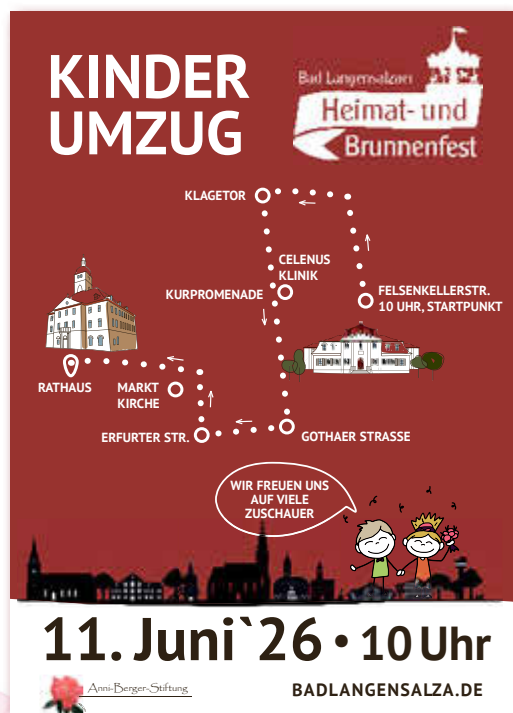 KINDER
UMZUG
Bad Langensalzaer
Heimat- und
Brunnenfest
KLAGETOR
CELENUS
KLINIK
KURPROMENADE
FELSENKELLERSTR.
10 UHR, STARTPUNKT
RATHAUS
MARKT
KIRCHE
ERFURTER STR.
GOTHAER STRASSE
WIR FREUEN UNS
AUF VIELE
ZUSCHAUER
11. Juni`26 • 10 Uhr
Anni-Berger-Stiftung
BADLANGENSALZA.DE